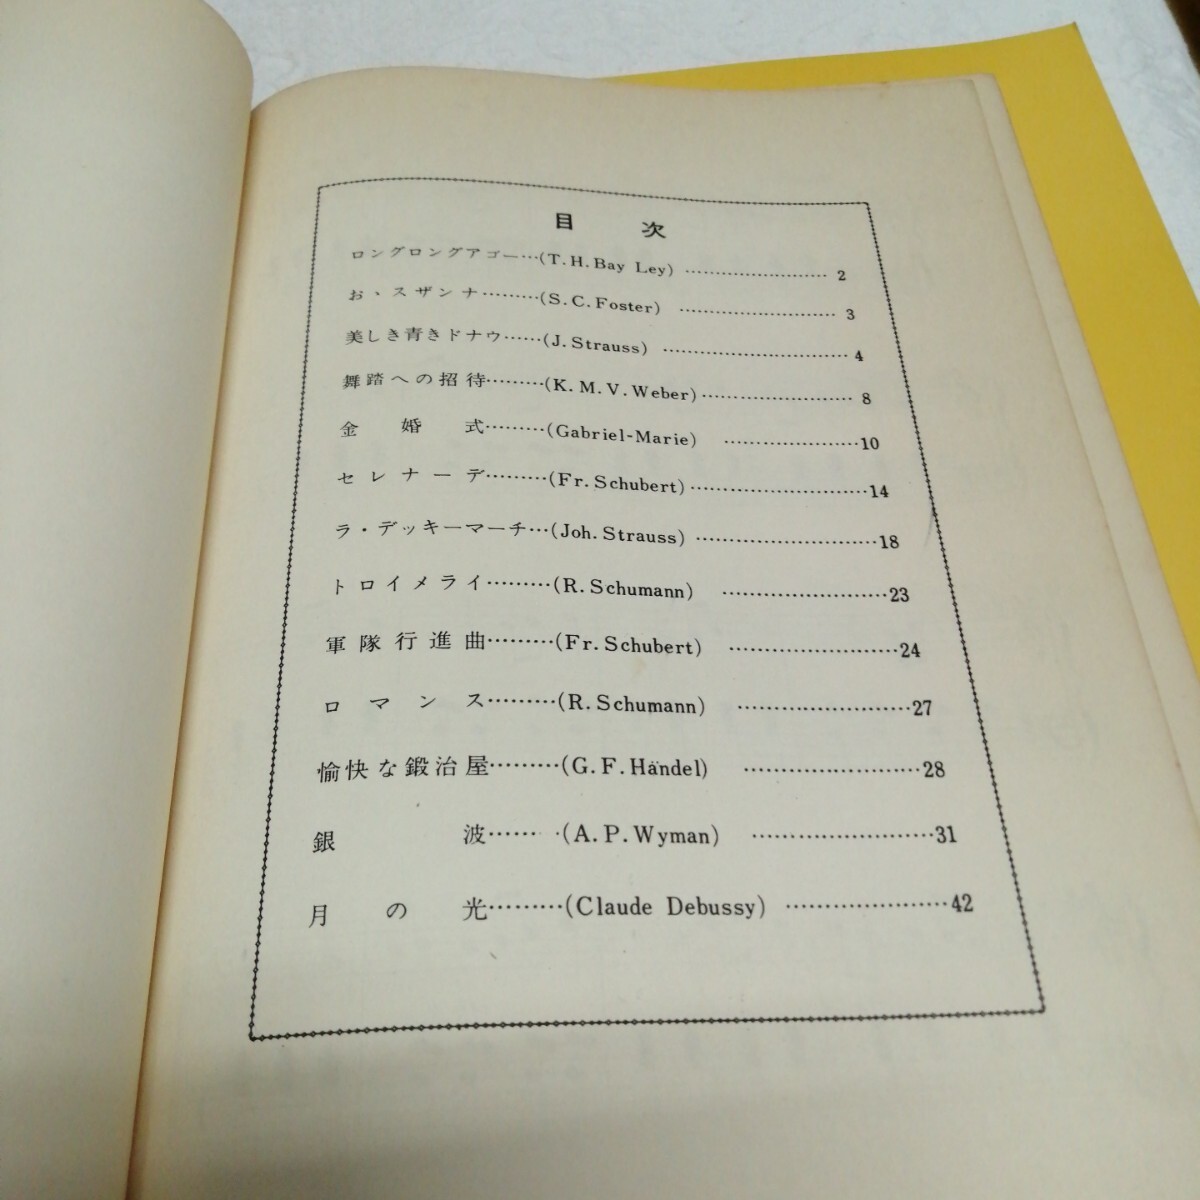 目次
ロングロングアゴー…(T.H.Bay Ley) ……………………… 2
お、スザンナ………(S.C.Foster) ……………………… 3
美しき青きドナウ……(J.Strauss) ……………………… 4
舞踏への招待………(K.M.V.Weber)……………………… 8
金婚式………(Gabriel-Marie) …………………10
セレナーデ………(Fr.Schubert)………………………14
ラ・デッキーマーチ…(Joh.Strauss) ………………………18
トロイメライ………(R.Schumann) ……………………23
軍隊行進曲………(Fr.Schubert) ……………………24
ロマンス………(R.Schumann) ……………………27
愉快な鍛治屋………(G.F.Händel) ……………………28
銀波……‥(A.P.Wyman) ……………………31
月の光………(Claude Debussy) …………………42